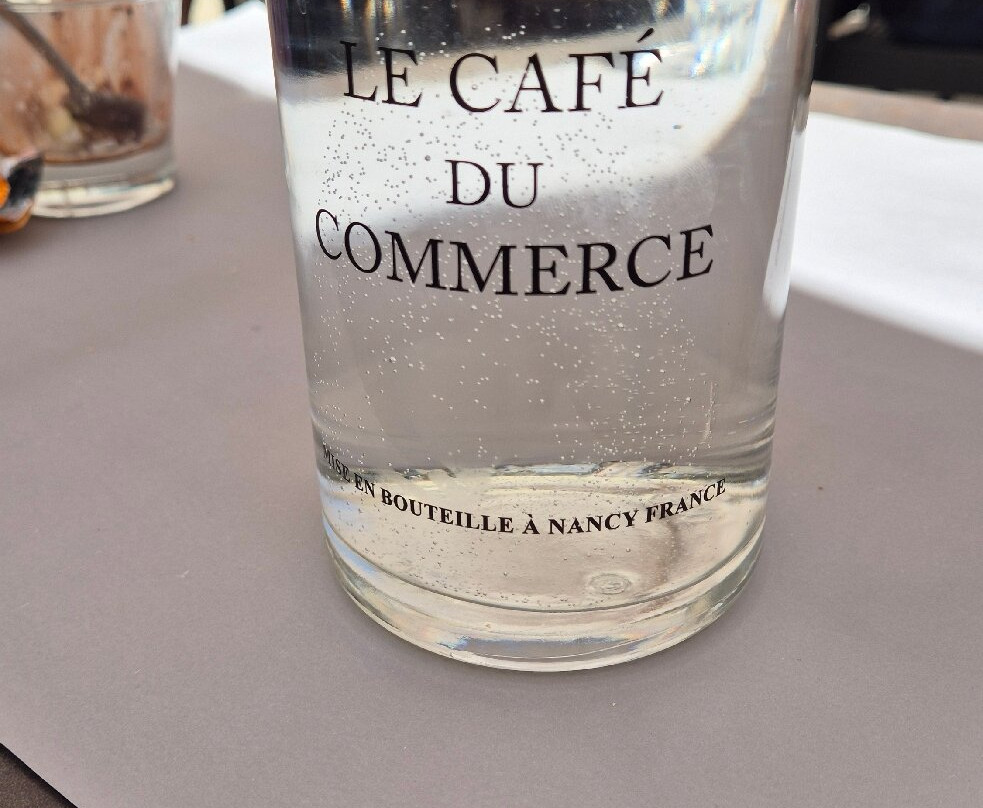 LE CAFÉ
DU
COMMERCE
MISE EN BOUTEILLE À NANCY FRANCE